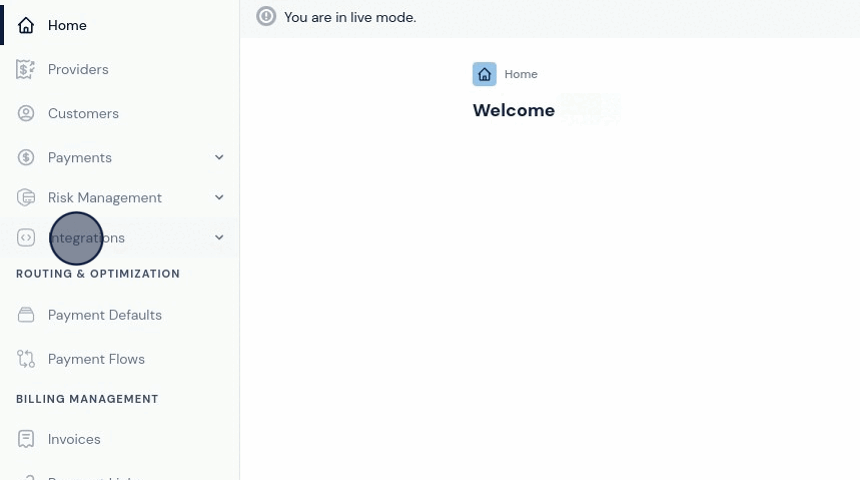 Home
Providers
Customers
Payments
Risk Management
Integrations
ROUTING & OPTIMIZATION
Payment Defaults
Payment Flows
BILLING MANAGEMENT
Invoices
You are in live mode.
Home
Welcome